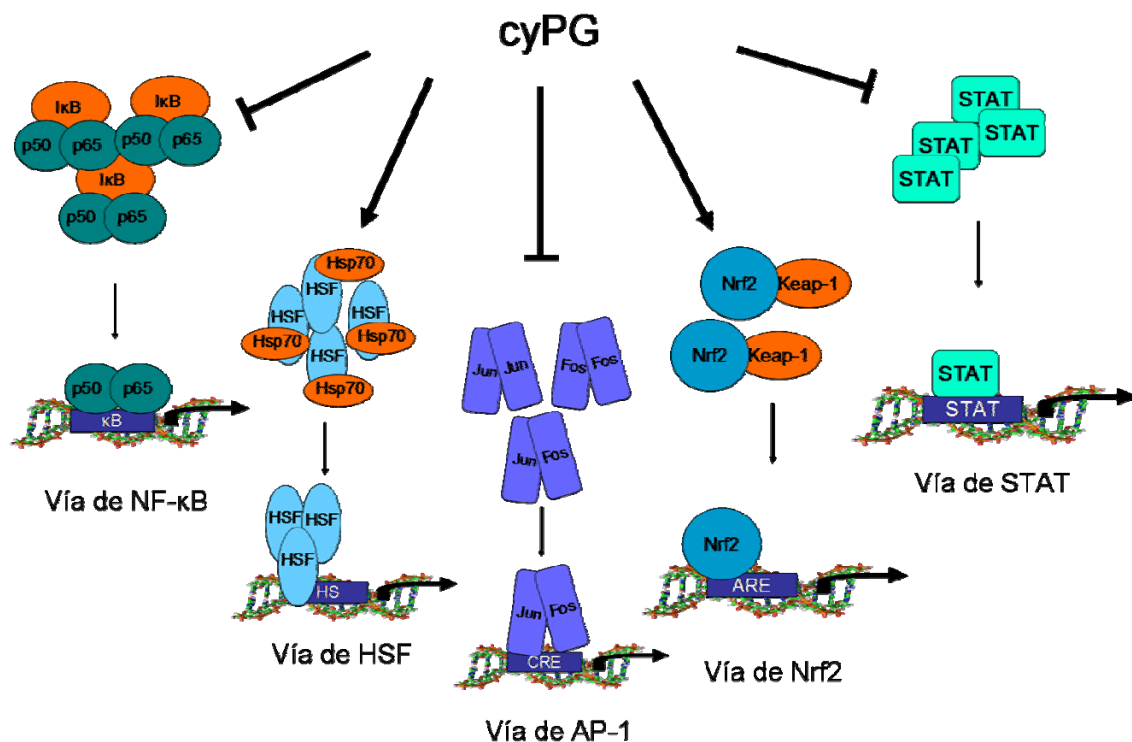 cyPG
IκB
IκB
p50
p65
p50
p65
IκB
p50
p65
p50
p65
κB
Vía de NF-κB
Hsp70
HSF
HSF
HSF
Hsp70
Hsp70
HSF
Hsp70
HSF
HSF
HSF
HS
Vía de HSF
Jun
Jun
Fos
Fos
Jun
Fos
Jun
Fos
CRE
Vía de AP-1
Nrf2
Keap-1
Nrf2
Keap-1
Nrf2
ARE
Vía de Nrf2
STAT
STAT
STAT
STAT
STAT
STAT
Vía de STAT